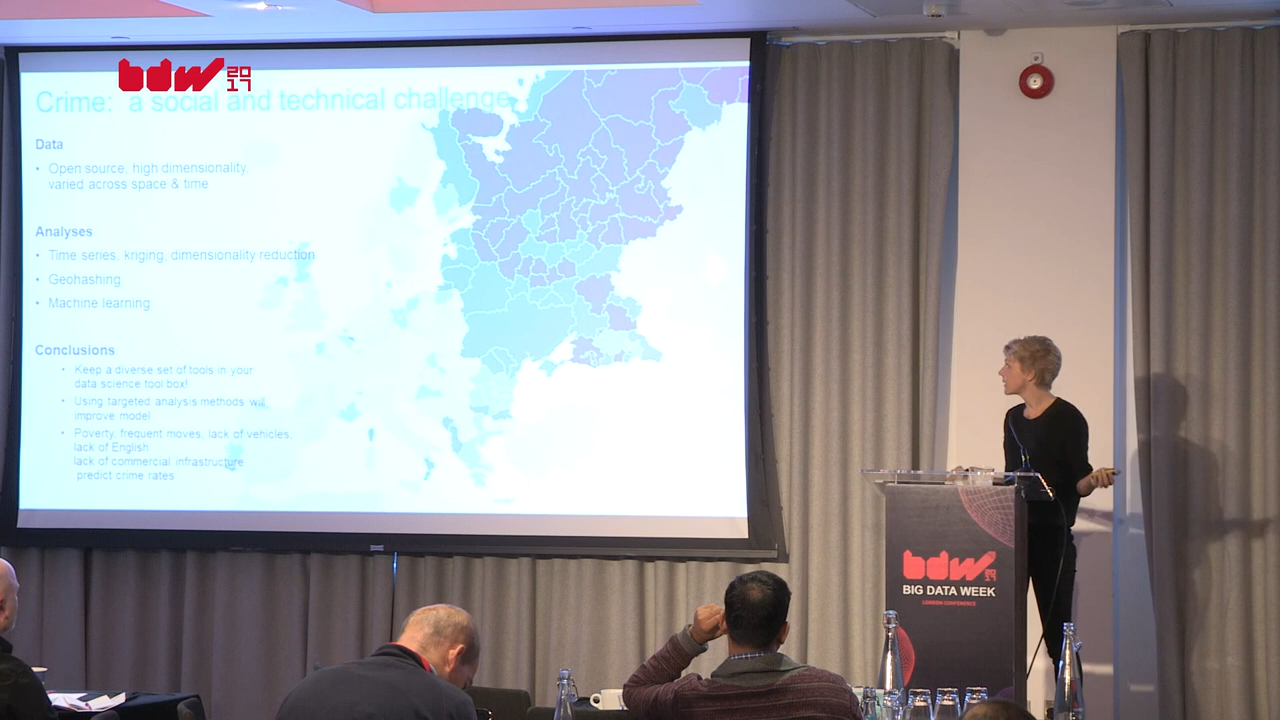 bdw 20
17
Crime: a social and technical challenge
Data
• Open source, high dimensionality,
varied across space & time
Analyses
• Time series, kriging, dimensionality reduction
• Geohashing
• Machine learning
Conclusions
• Keep a diverse set of tools in your
data science tool box!
• Using targeted analysis methods will
improve model
• Poverty, frequent moves, lack of vehicles,
lack of English
lack of commercial infrastructure
predict crime rates
bdw 20
17
BIG DATA WEEK
LONDON CONFERENCE